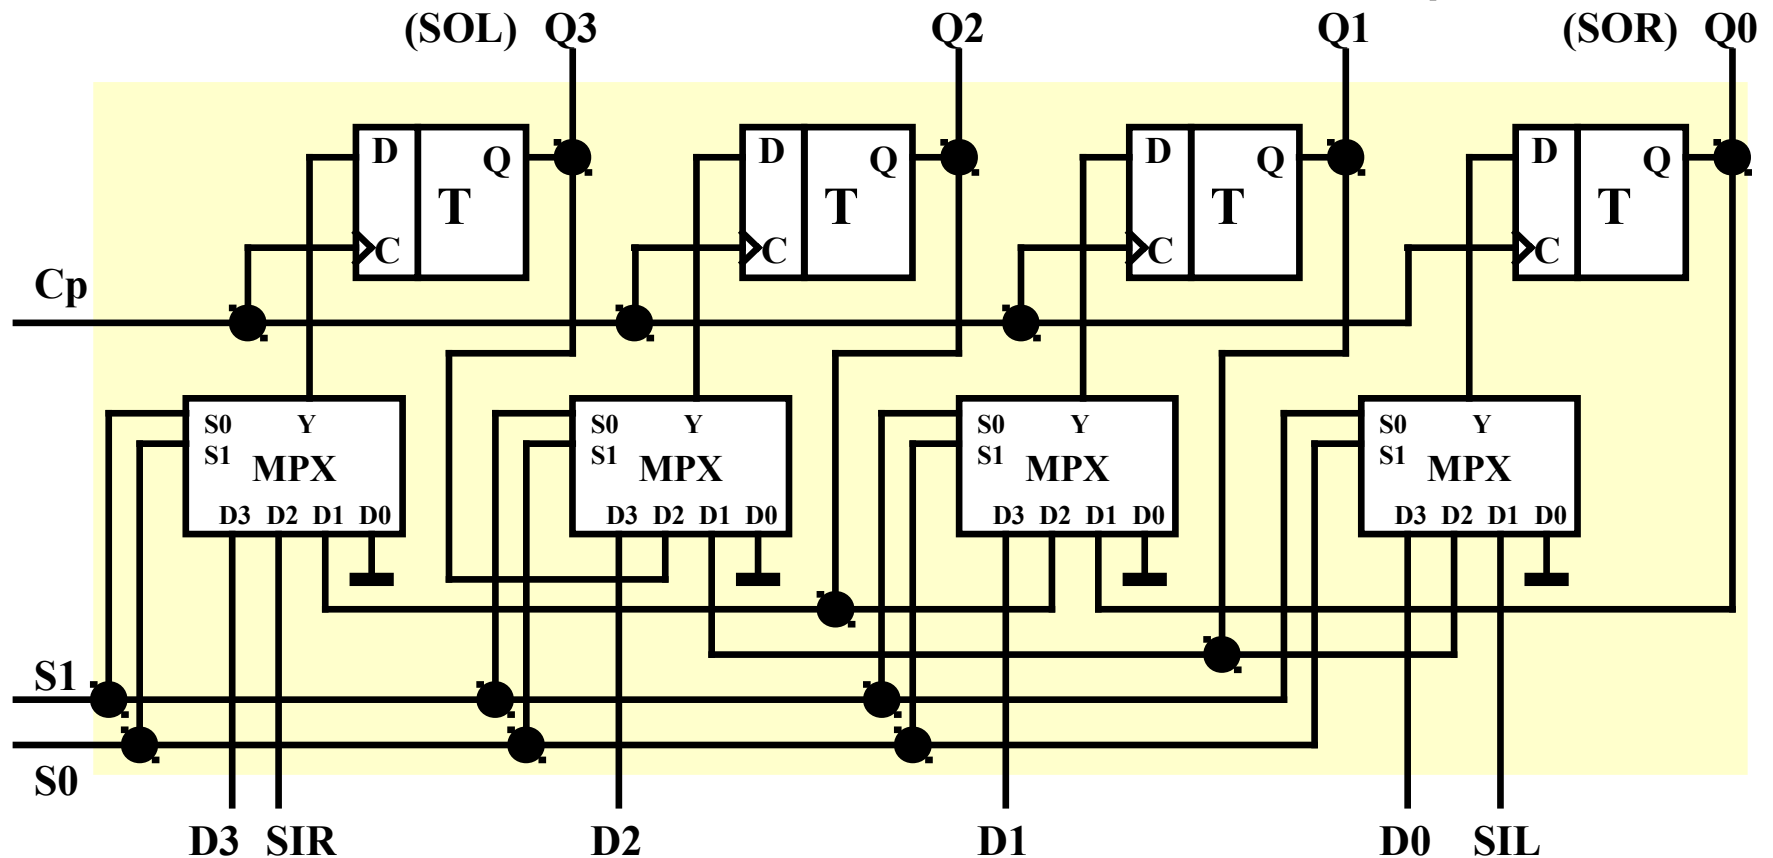 (SOL) Q3 Q2 Q1 (SOR) Q0
D Q D Q D Q D Q
T T T T
C C C C
Cp
S0 Y S0 Y S0 Y S0 Y
S1 S1 S1 S1
MPX MPX MPX MPX
D3 D2 D1 D0 D3 D2 D1 D0 D3 D2 D1 D0 D3 D2 D1 D0
S1
S0
D3 SIR D2 D1 D0 SIL